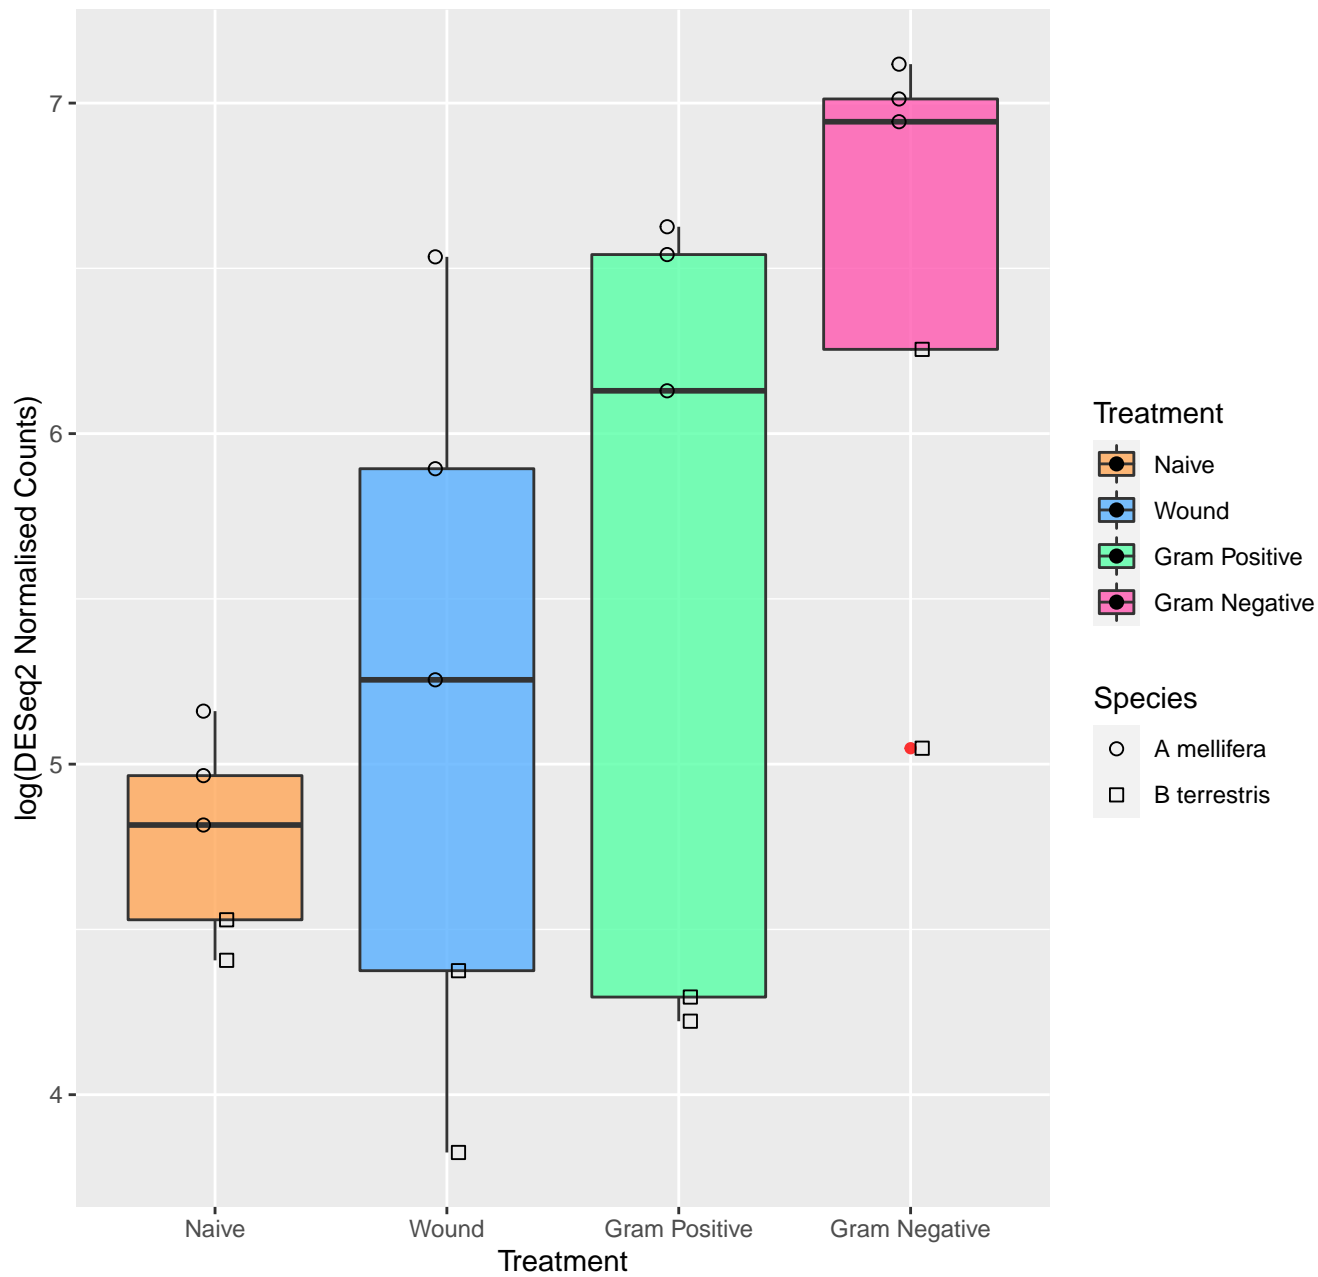 log(DESeq2 Normalised Counts)
7
6
5
4
Naive
Wound
Gram Positive
Gram Negative
Treatment
Treatment
Naive
Wound
Gram Positive
Gram Negative
Species
A mellifera
B terrestris